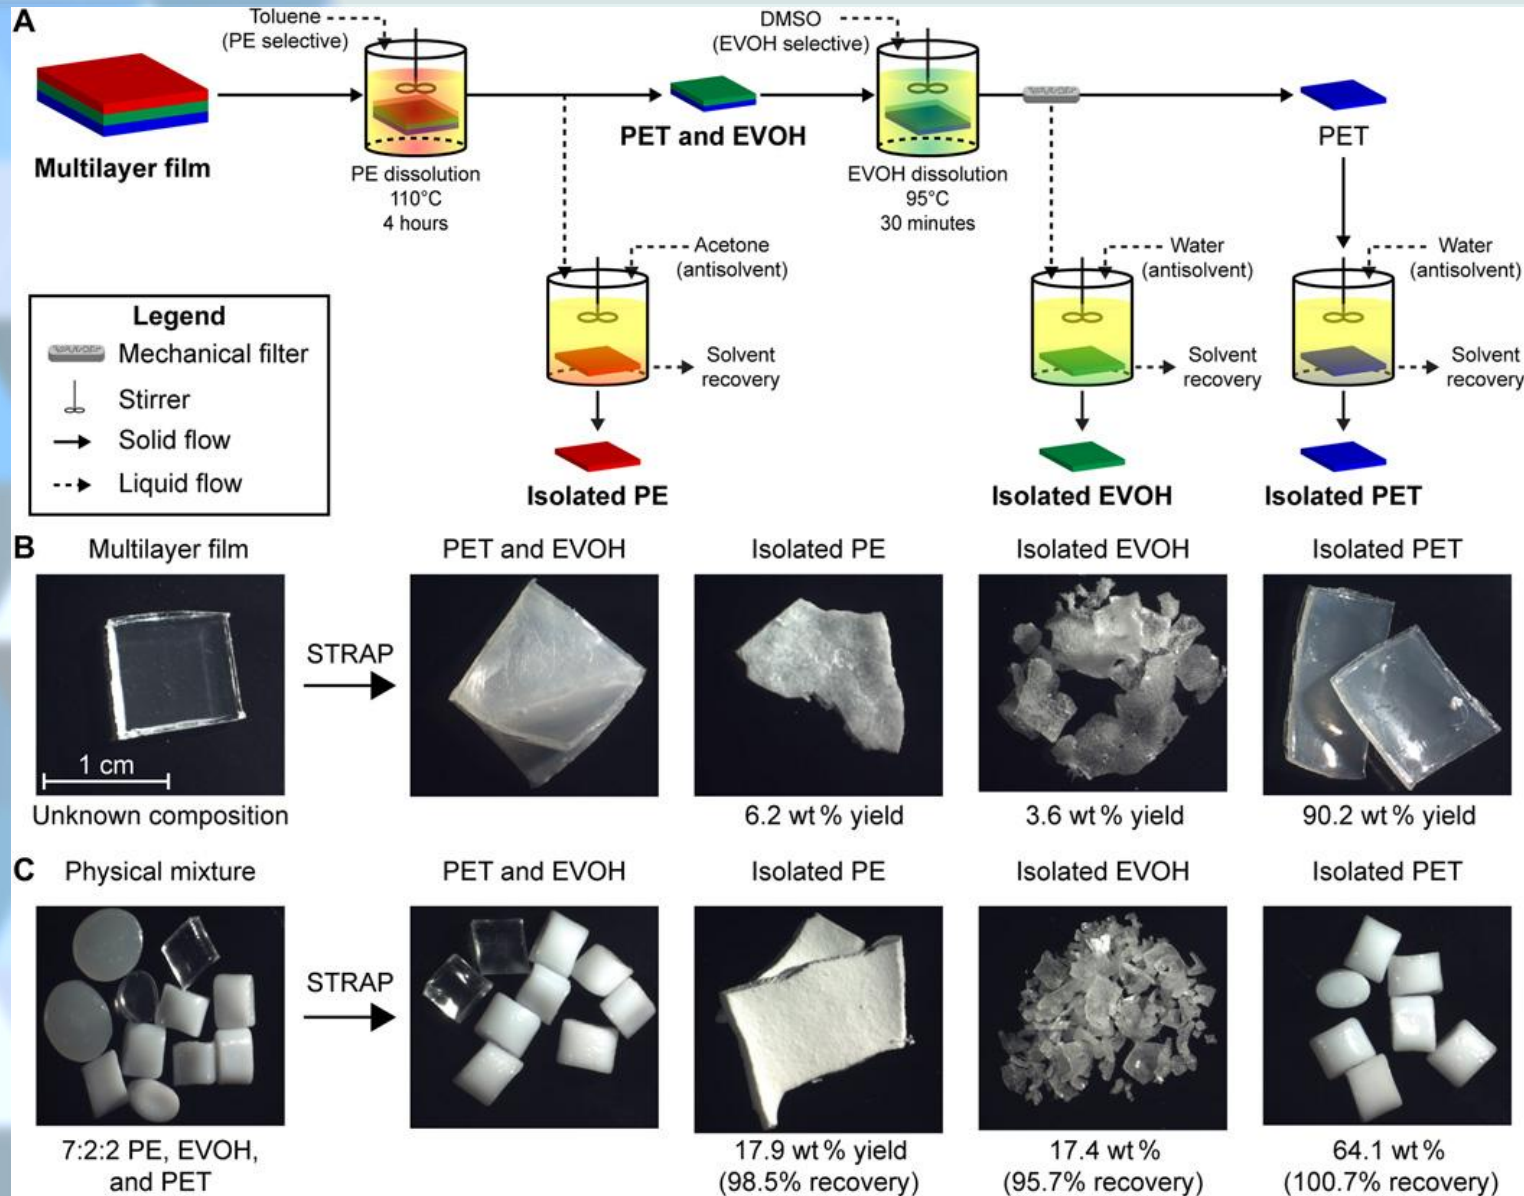 A
Toluene
(PE selective)
DMSO
(EVOH selective)
Multilayer film
PE dissolution
110°C
4 hours
PET and EVOH
EVOH dissolution
95°C
30 minutes
PET
Acetone
(antisolvent)
Water
(antisolvent)
Water
(antisolvent)
Solvent
recovery
Solvent
recovery
Solvent
recovery
Legend
Mechanical filter
Stirrer
Solid flow
Liquid flow
Isolated PE
Isolated EVOH
Isolated PET
B
Multilayer film
PET and EVOH
Isolated PE
Isolated EVOH
Isolated PET
STRAP
1 cm
Unknown composition
6.2 wt % yield
3.6 wt % yield
90.2 wt % yield
C
Physical mixture
PET and EVOH
Isolated PE
Isolated EVOH
Isolated PET
STRAP
7:2:2 PE, EVOH,
and PET
17.9 wt % yield
(98.5% recovery)
17.4 wt %
(95.7% recovery)
64.1 wt %
(100.7% recovery)